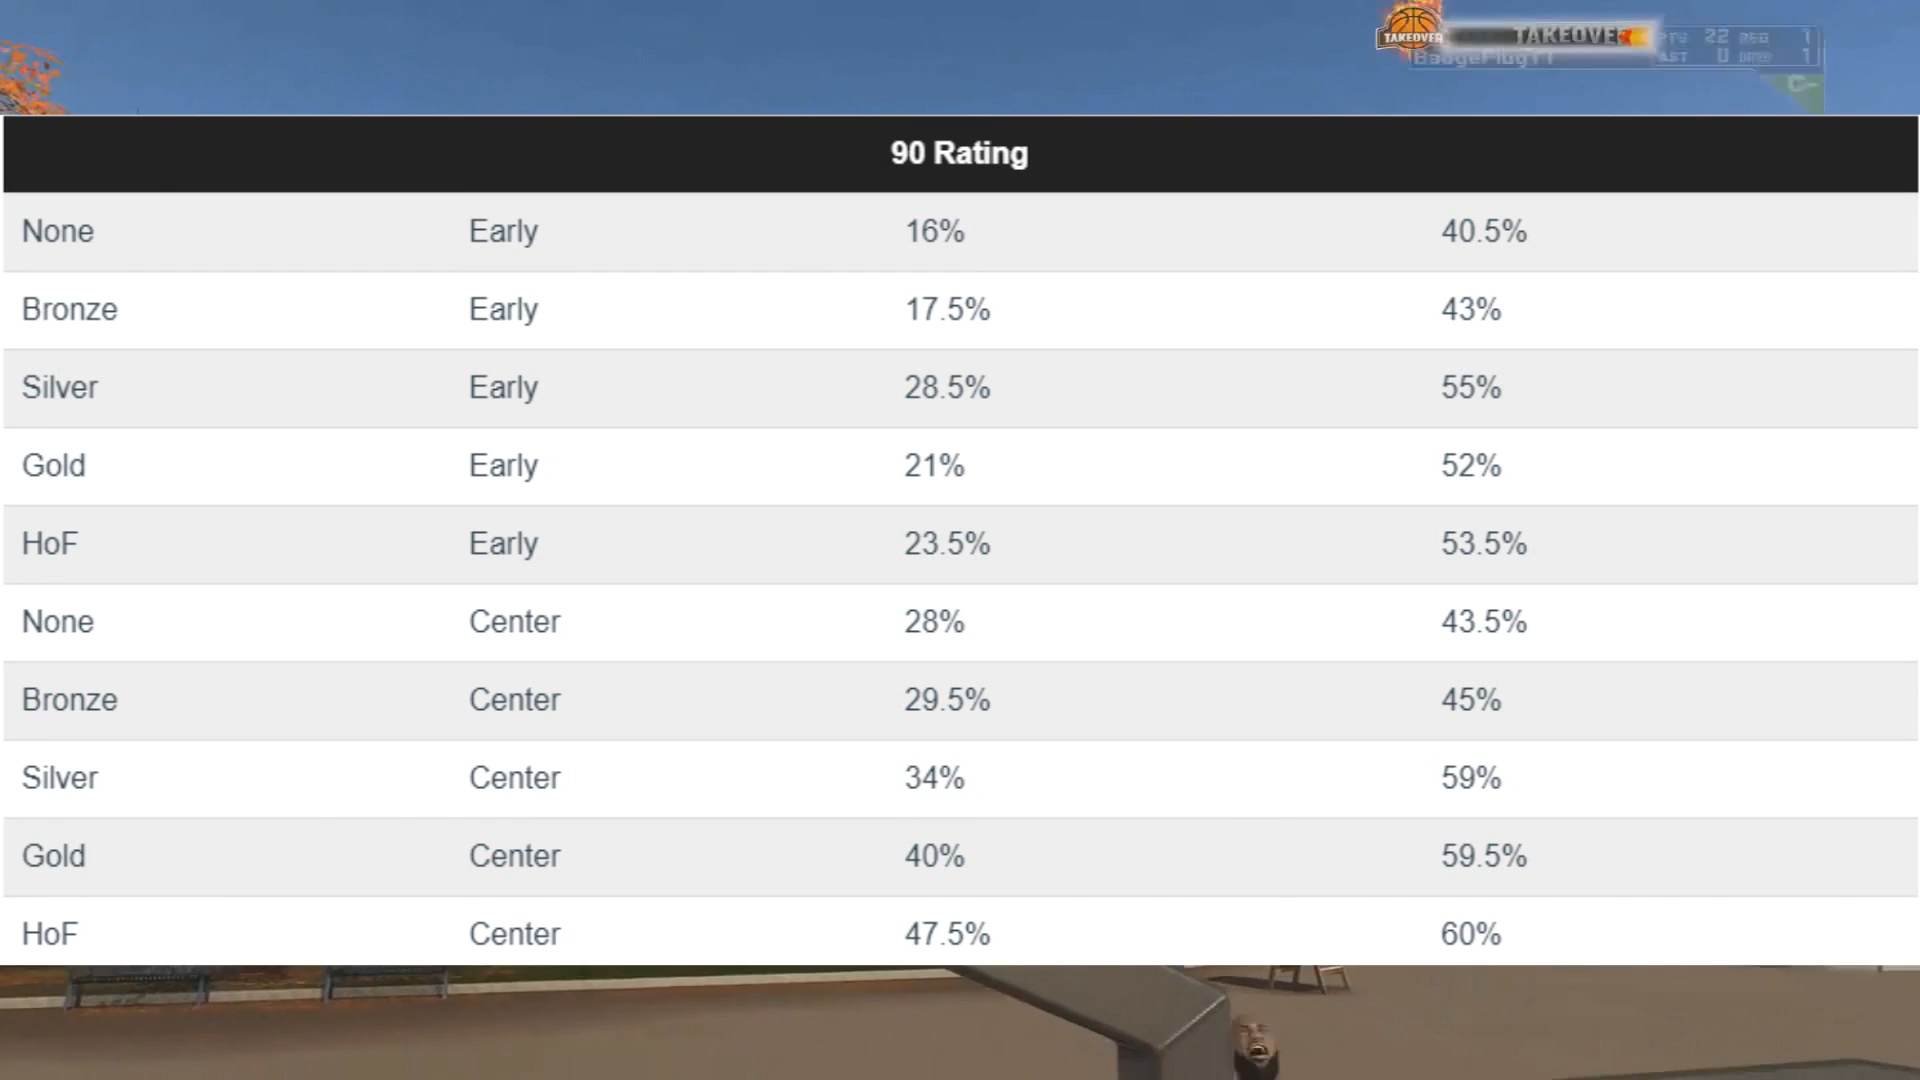 TAKEOVER TAKEOVE
22
BadgePlugYT
90 Rating
None Early 16% 40.5%
Bronze Early 17.5% 43%
Silver Early 28.5% 55%
Gold Early 21% 52%
HoF Early 23.5% 53.5%
None Center 28% 43.5%
Bronze Center 29.5% 45%
Silver Center 34% 59%
Gold Center 40% 59.5%
HoF Center 47.5% 60%